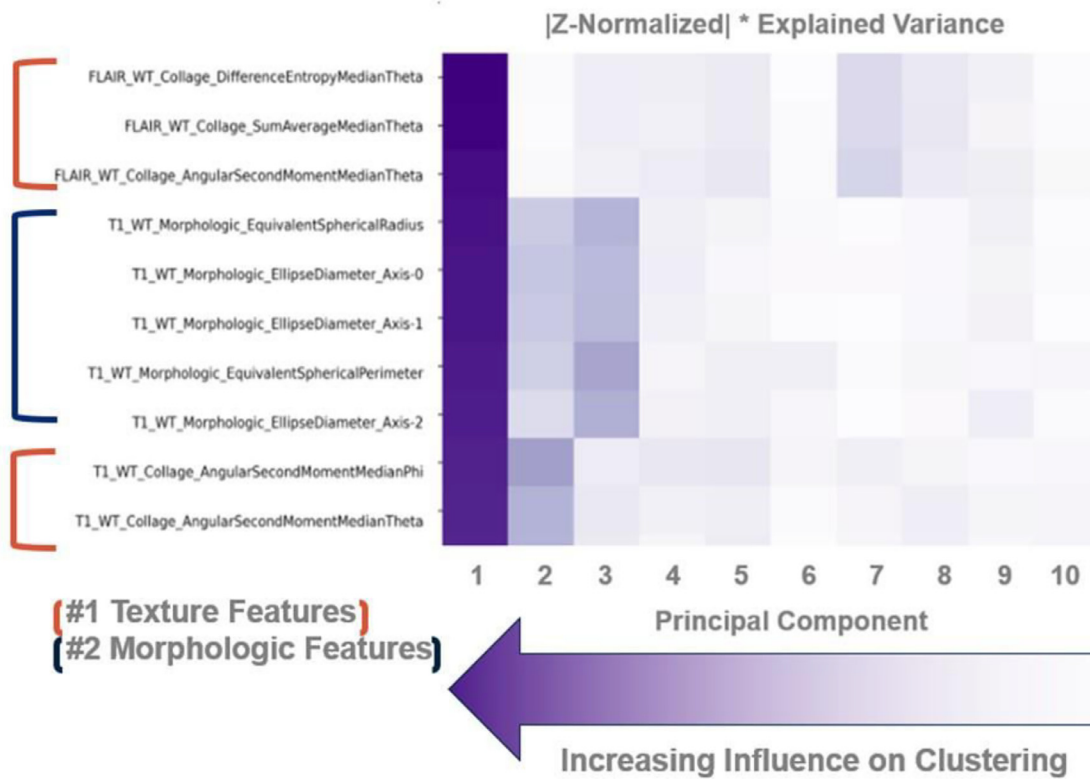 |Z-Normalized| * Explained Variance
FLAIR_WT_Collage_DifferenceEntropyMedianTheta
FLAIR_WT_Collage_SumAverageMedianTheta
FLAIR_WT_Collage_AngularSecondMomentMedianTheta
T1_WT_Morphologic_EquivalentSphericalRadius
T1_WT_Morphologic_EllipseDiameter_Axis-0
T1_WT_Morphologic_EllipseDiameter_Axis-1
T1_WT_Morphologic_EquivalentSphericalPerimeter
T1_WT_Morphologic_EllipseDiameter_Axis-2
T1_WT_Collage_AngularSecondMomentMedianPhi
T1_WT_Collage_AngularSecondMomentMedianTheta
1 2 3 4 5 6 7 8 9 10
Principal Component
#1 Texture Features
#2 Morphologic Features
Increasing Influence on Clustering